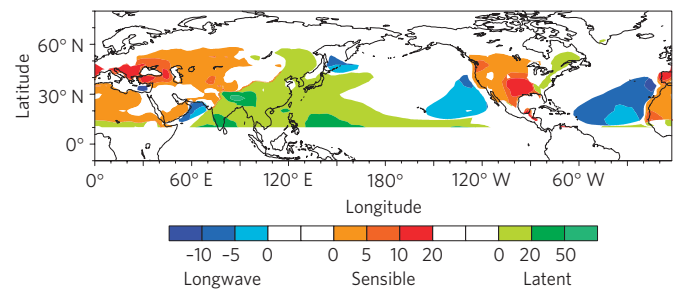 60° N
30° N
0°
Latitude
0° 60° E 120° E 180° 120° W 60° W
Longitude
–10 –5 0 0 5 10 20 0 20 50
Longwave Sensible Latent